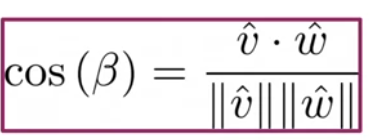 cos (β) = v̂ · ŵ / ‖v̂‖‖ŵ‖